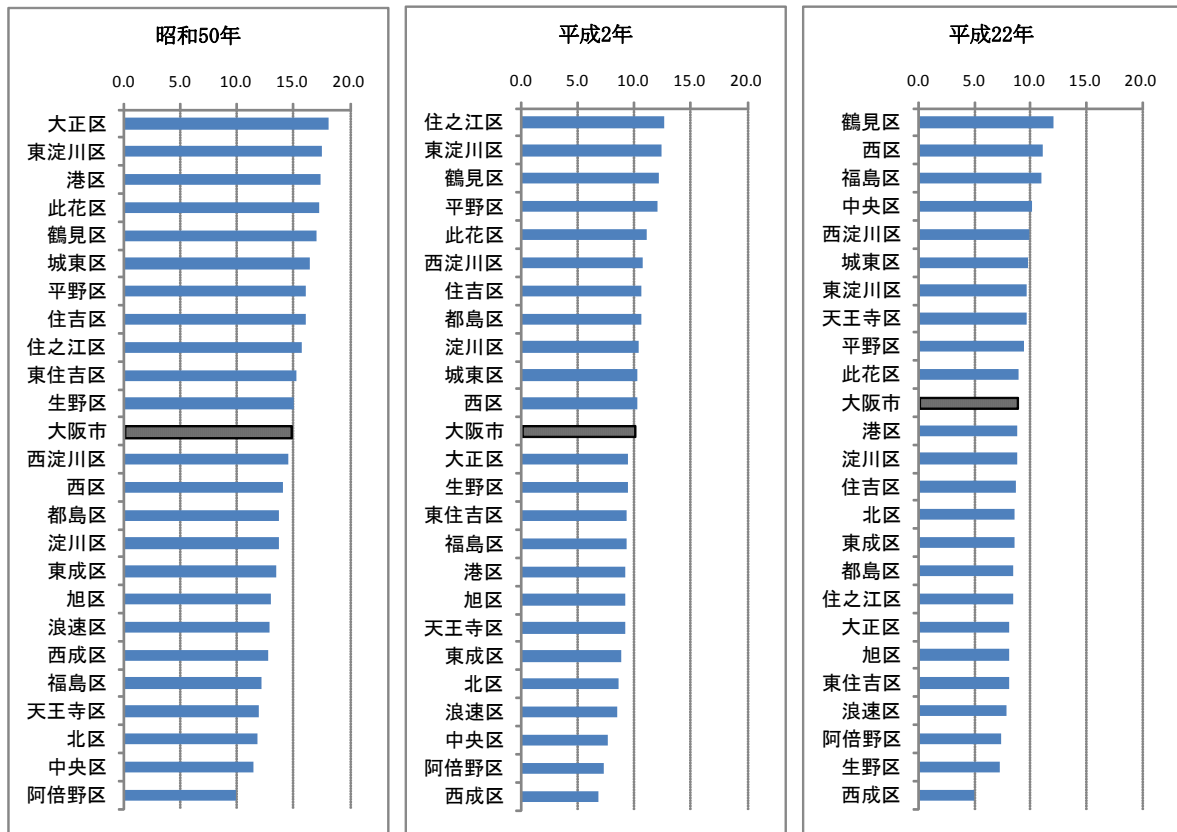 昭和50年
0.0 5.0 10.0 15.0 20.0
大正区
東淀川区
港区
此花区
鶴見区
城東区
平野区
住吉区
住之江区
東住吉区
生野区
大阪市
西淀川区
西区
都島区
淀川区
東成区
旭区
浪速区
西成区
福島区
天王寺区
北区
中央区
阿倍野区
平成2年
0.0 5.0 10.0 15.0 20.0
住之江区
東淀川区
鶴見区
平野区
此花区
西淀川区
住吉区
都島区
淀川区
城東区
西区
大阪市
大正区
生野区
東住吉区
福島区
港区
旭区
天王寺区
東成区
北区
浪速区
中央区
阿倍野区
西成区
平成22年
0.0 5.0 10.0 15.0 20.0
鶴見区
西区
福島区
中央区
西淀川区
城東区
東淀川区
天王寺区
平野区
此花区
大阪市
港区
淀川区
住吉区
北区
東成区
都島区
住之江区
大正区
旭区
東住吉区
浪速区
阿倍野区
生野区
西成区